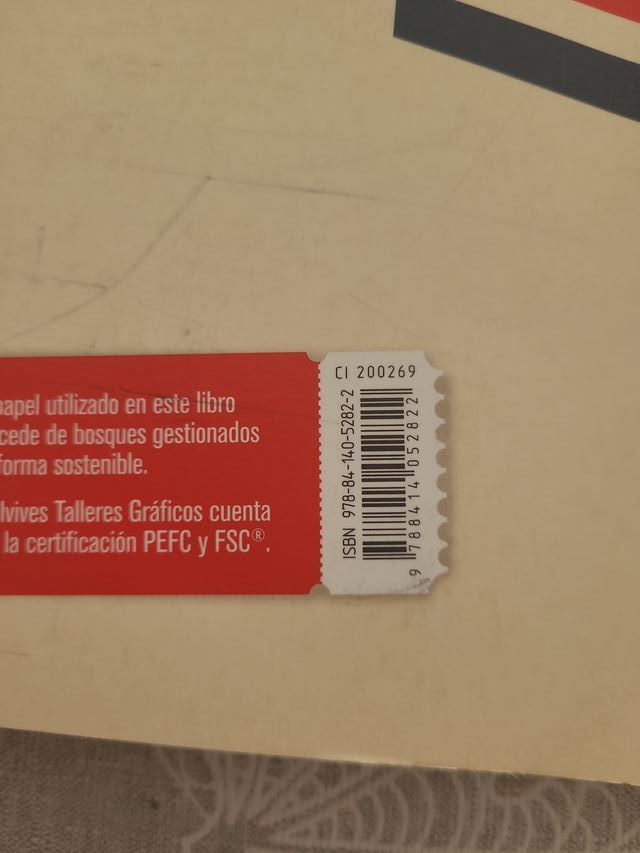 papel utilizado en este libro
cede de bosques gestionados
forma sostenible.
lvives Talleres Gráficos cuenta
la certificación PEFC y FSC®.
CI 200269
ISBN 978-84-140-5282-2
9 788414 052822